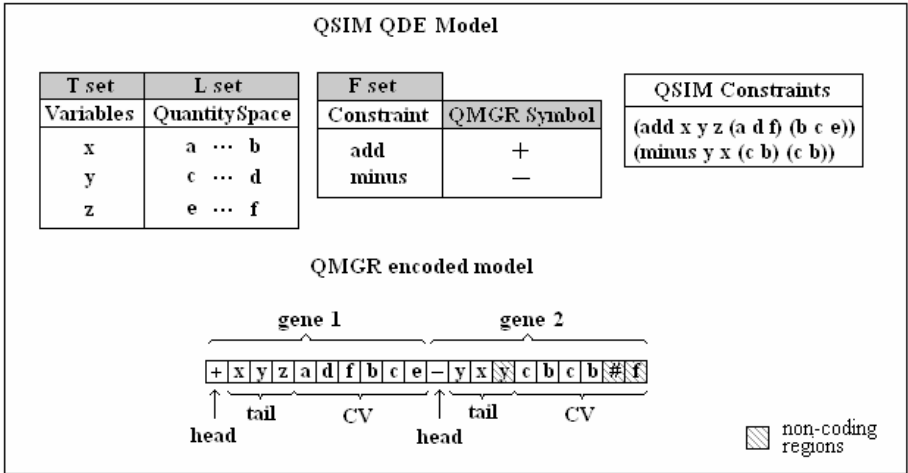 QSIM QDE Model
T set L set
Variables QuantitySpace
x a ... b
y c ... d
z e ... f
F set
Constraint QMGR Symbol
add +
minus −
QSIM Constraints
(add x y z (a d f) (b c e))
(minus y x (c b) (c b))
QMGR encoded model
gene 1 gene 2
+ x y z a d f b c e − y x y c b c b # f
head tail CV head tail CV
non-coding
regions